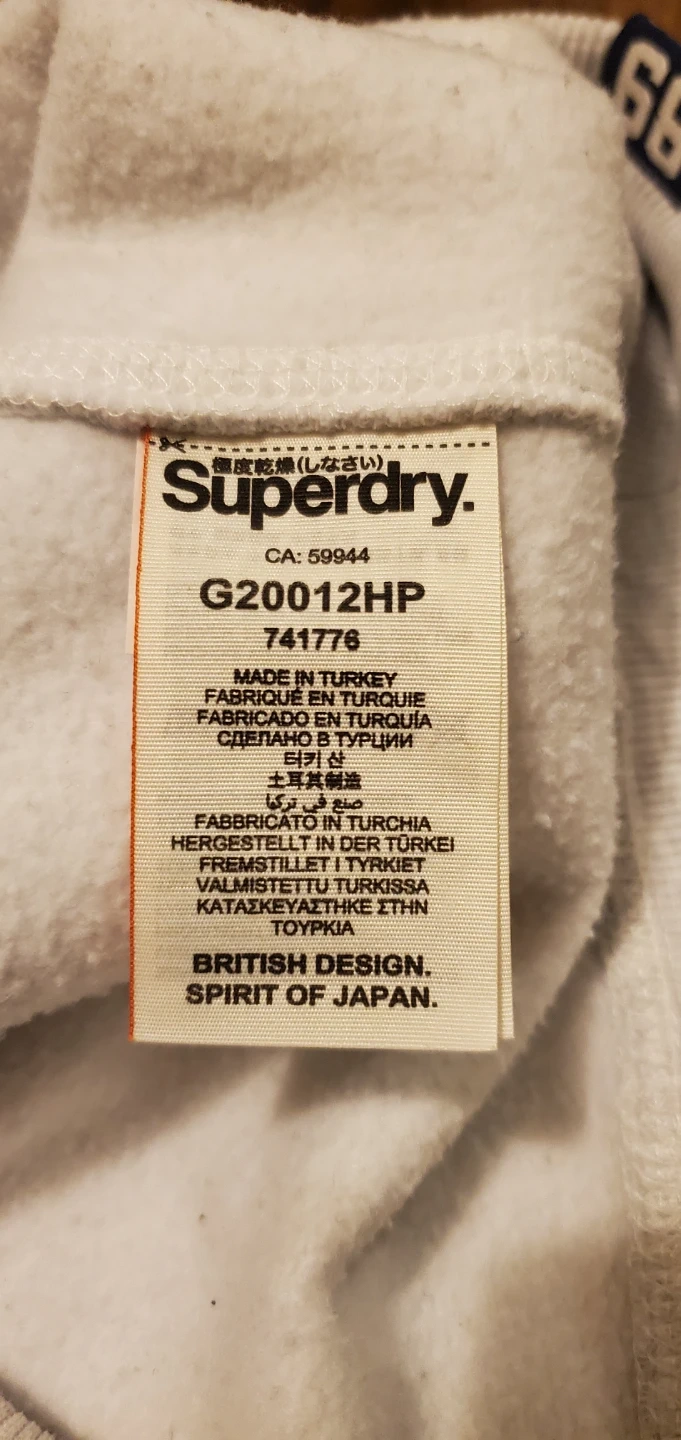 66
極度乾燥(しなさい)
Superdry.
CA: 59944
G20012HP
741776
MADE IN TURKEY
FABRIQUÉ EN TURQUIE
FABRICADO EN TURQUÍA
СДЕЛАНО В ТУРЦИИ
터키 산
土耳其制造
صنع في تركيا
FABBRICATO IN TURCHIA
HERGESTELLT IN DER TÜRKEI
FREMSTILLET I TYRKIET
VALMISTETTU TURKISSA
ΚΑΤΑΣΚΕΥΑΣΤΗΚΕ ΣΤΗΝ
ΤΟΥΡΚΙΑ
BRITISH DESIGN.
SPIRIT OF JAPAN.